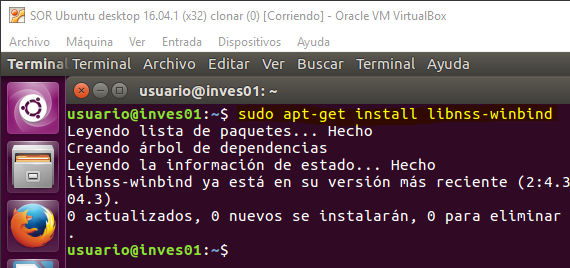 SOR Ubuntu desktop 16.04.1 (x32) clonar (0) [Corriendo] - Oracle VM VirtualBox
Archivo Máquina Ver Entrada Dispositivos Ayuda
Terminal Terminal Archivo Editar Ver Buscar Terminal Ayuda
usuario@inves01: ~
usuario@inves01:~$ sudo apt-get install libnss-winbind
Leyendo lista de paquetes... Hecho
Creando árbol de dependencias
Leyendo la información de estado... Hecho
libnss-winbind ya está en su versión más reciente (2:4.3
04.3).
0 actualizados, 0 nuevos se instalarán, 0 para eliminar
.
usuario@inves01:~$